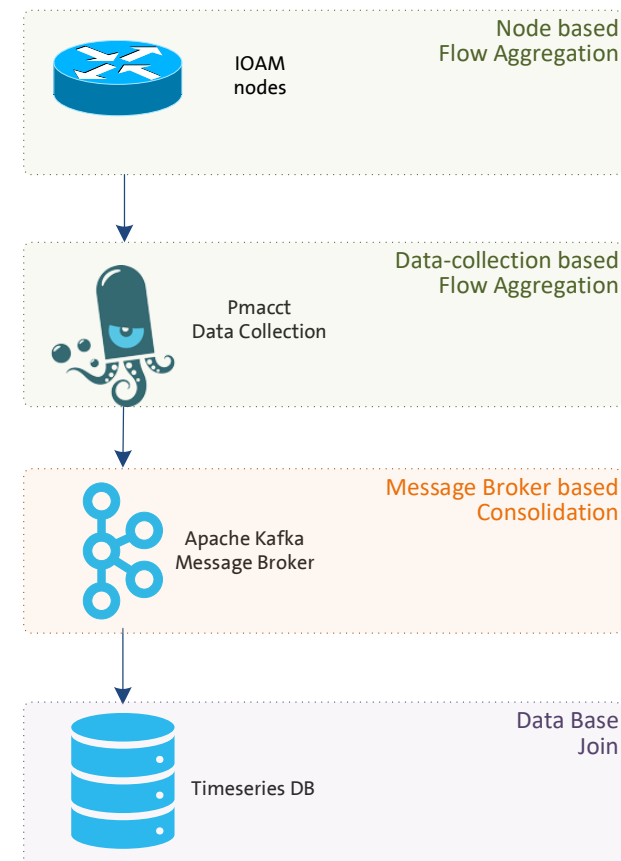 Node based
Flow Aggregation
IOAM
nodes
Data-collection based
Flow Aggregation
Pmacct
Data Collection
Message Broker based
Consolidation
Apache Kafka
Message Broker
Data Base
Join
Timeseries DB